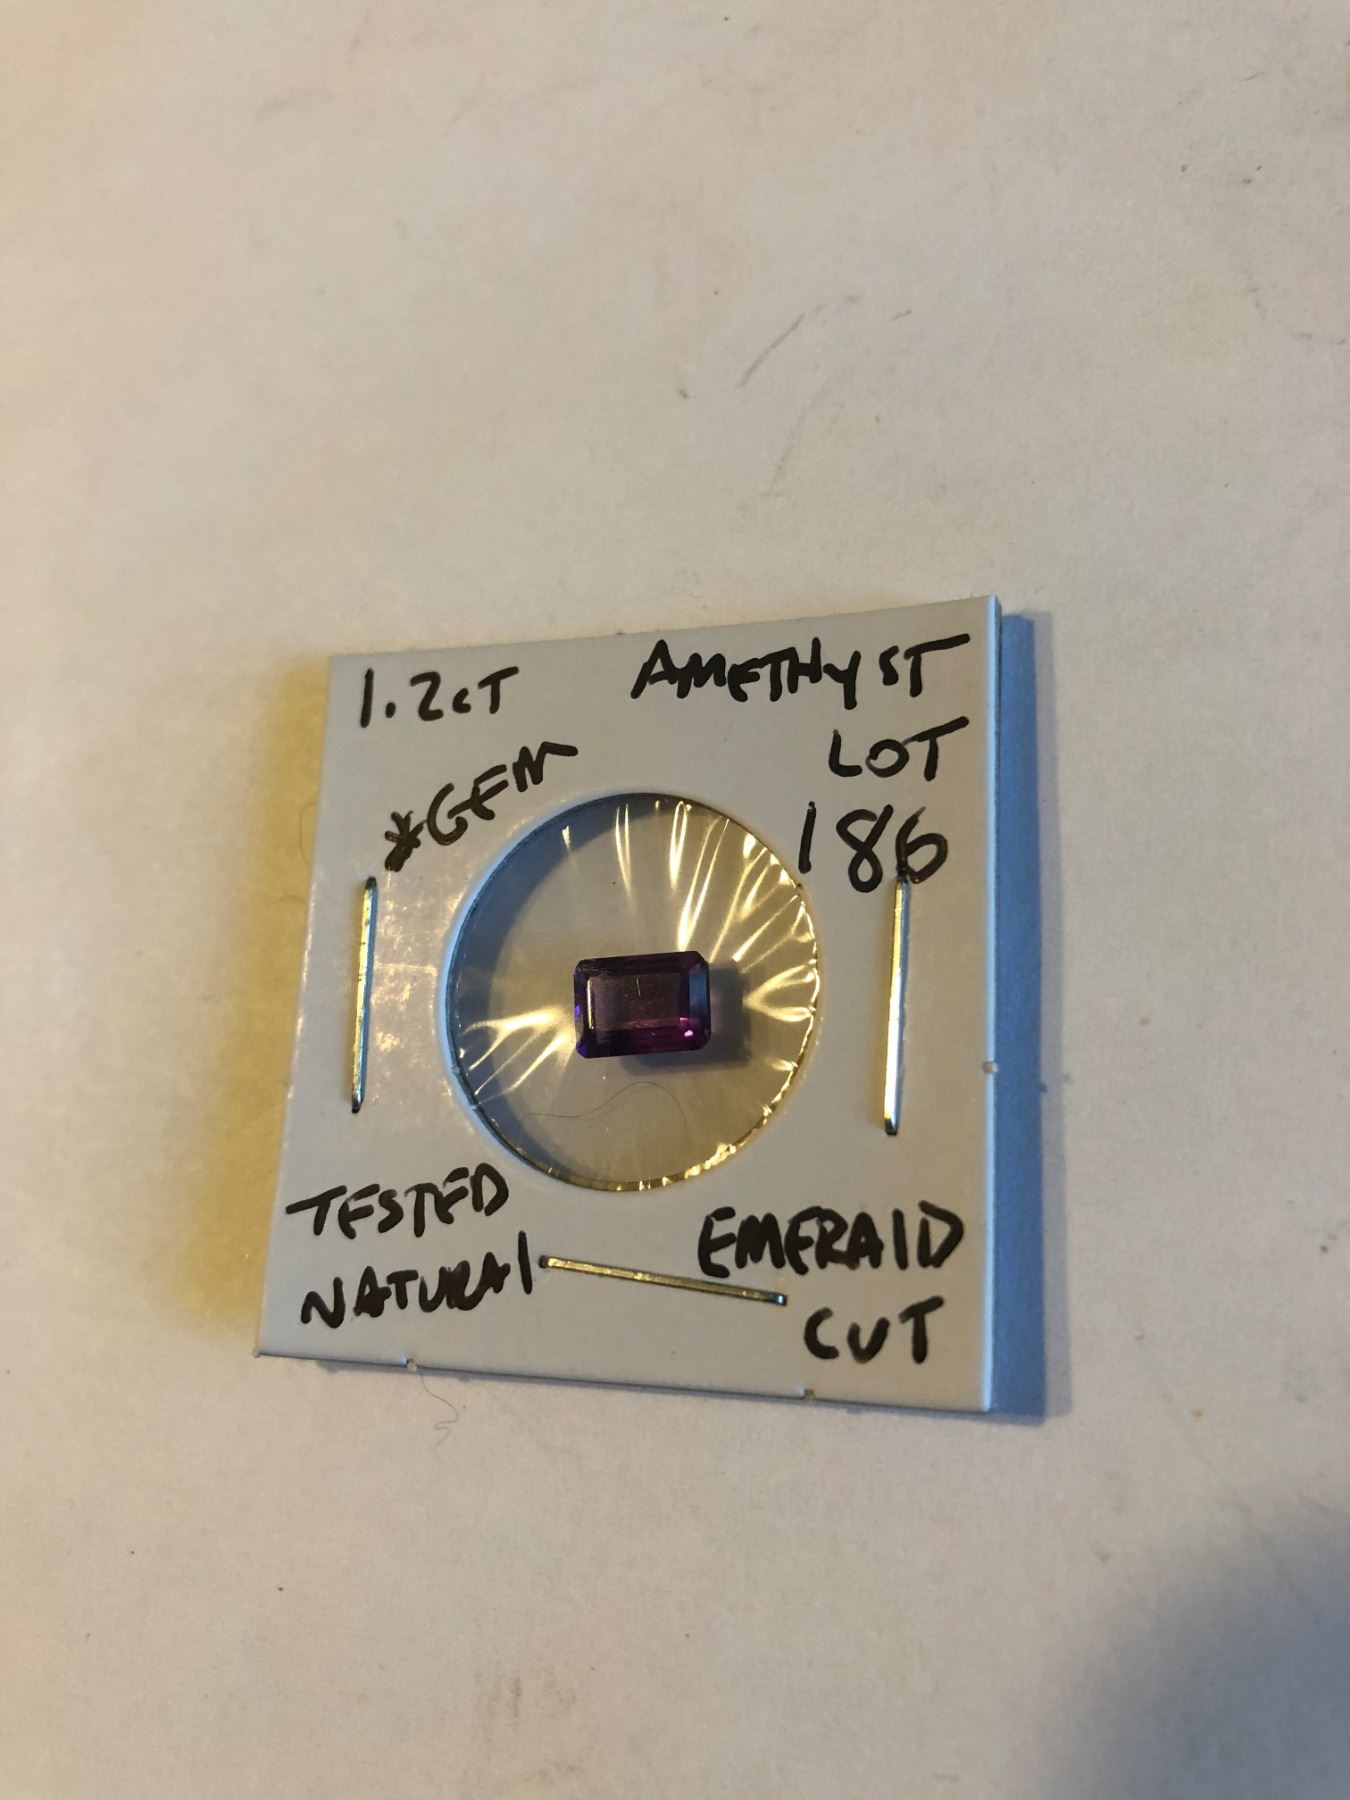 1.2cT
AMETHyST
LOT
186
*GEM
TESTED
NATURAl
EMERAlD
CUT